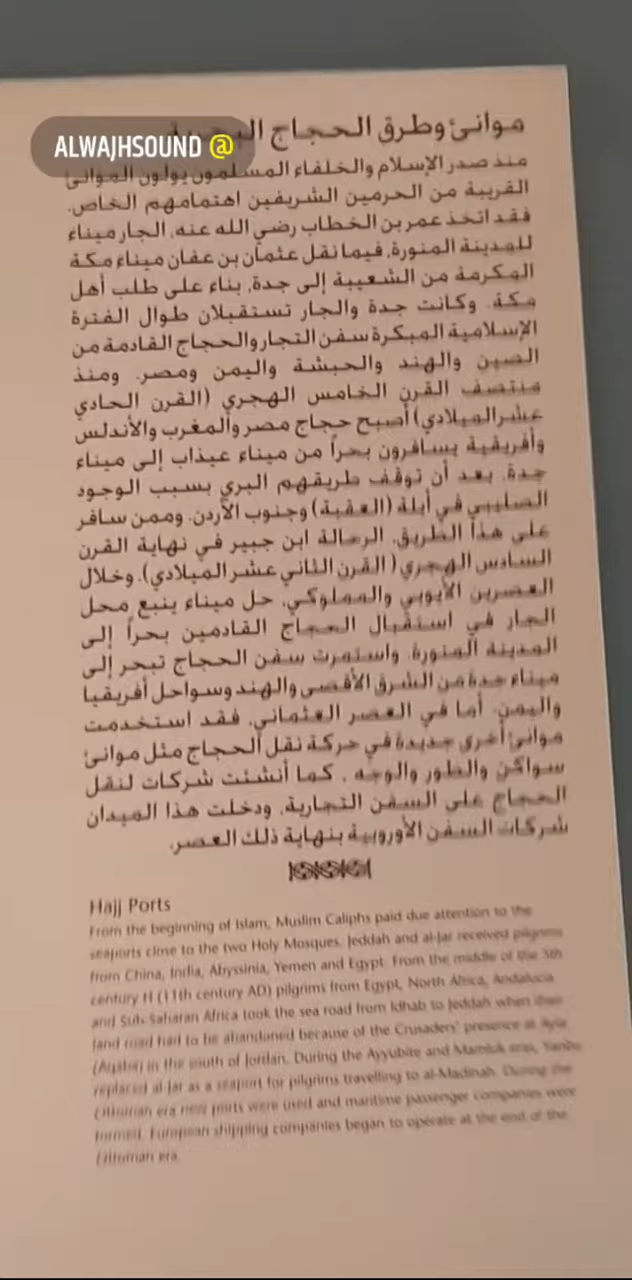 موانئ وطرق الحجاج
ALWAJHSOUND @
منذ صدر الإسلام والخلفاء المسلمون يولون الموانئ
القريبة من الحرمين الشريفين اهتمامهم الخاص.
فقد اتخذ عمر بن الخطاب رضي الله عنه، الجار ميناء
للمدينة المنورة، فيما نقل عثمان بن عفان ميناء مكة
المكرمة من الشعيبة إلى جدة، بناء على طلب أهل
مكة. وكانت جدة والجار تستقبلان طوال الفترة
الإسلامية المبكرة سفن التجار والحجاج القادمة من
الصين والهند والحبشة واليمن ومصر. ومنذ
منتصف القرن الخامس الهجري (القرن الحادي
عشر الميلادي) أصبح حجاج مصر والمغرب والأندلس
وأفريقية يسافرون بحراً من ميناء عيذاب إلى ميناء
جدة، بعد أن توقف طريقهم البري بسبب الوجود
الصليبي في أيلة (العقبة) وجنوب الأردن. وممن سافر
على هذا الطريق، الرحالة ابن جبير في نهاية القرن
السادس الهجري (القرن الثاني عشر الميلادي). وخلال
العصرين الأيوبي والمملوكي، حل ميناء ينبع محل
الجار في استقبال الحجاج القادمين بحراً إلى
المدينة المنورة. واستمرت سفن الحجاج تبحر إلى
ميناء جدة من الشرق الأقصى والهند وسواحل أفريقيا
واليمن. أما في العصر العثماني، فقد استخدمت
موانئ أخرى جديدة في حركة نقل الحجاج مثل موانئ
سواكن والطور والوجه ، كما أنشئت شركات لنقل
الحجاج على السفن التجارية، ودخلت هذا الميدان
شركات السفن الأوروبية بنهاية ذلك العصر.
Hajj Ports
From the beginning of Islam, Muslim Caliphs paid due attention to the
seaports close to the two Holy Mosques. Jeddah and al-Jar received pilgrims
from China, India, Abyssinia, Yemen and Egypt. From the middle of the 5th
century H (11th century AD) pilgrims from Egypt, North Africa, Andalucia
and Sub-Saharan Africa took the sea road from Idhab to Jeddah when their
land road had to be abandoned because of the Crusaders' presence at Ayla
(Aqaba) in the south of Jordan. During the Ayyubite and Mamluk eras, Yanbu
replaced al-Jar as a seaport for pilgrims travelling to al-Madinah. During the
Ottoman era new ports were used and maritime passenger companies were
formed. European shipping companies began to operate at the end of the
Ottoman era.